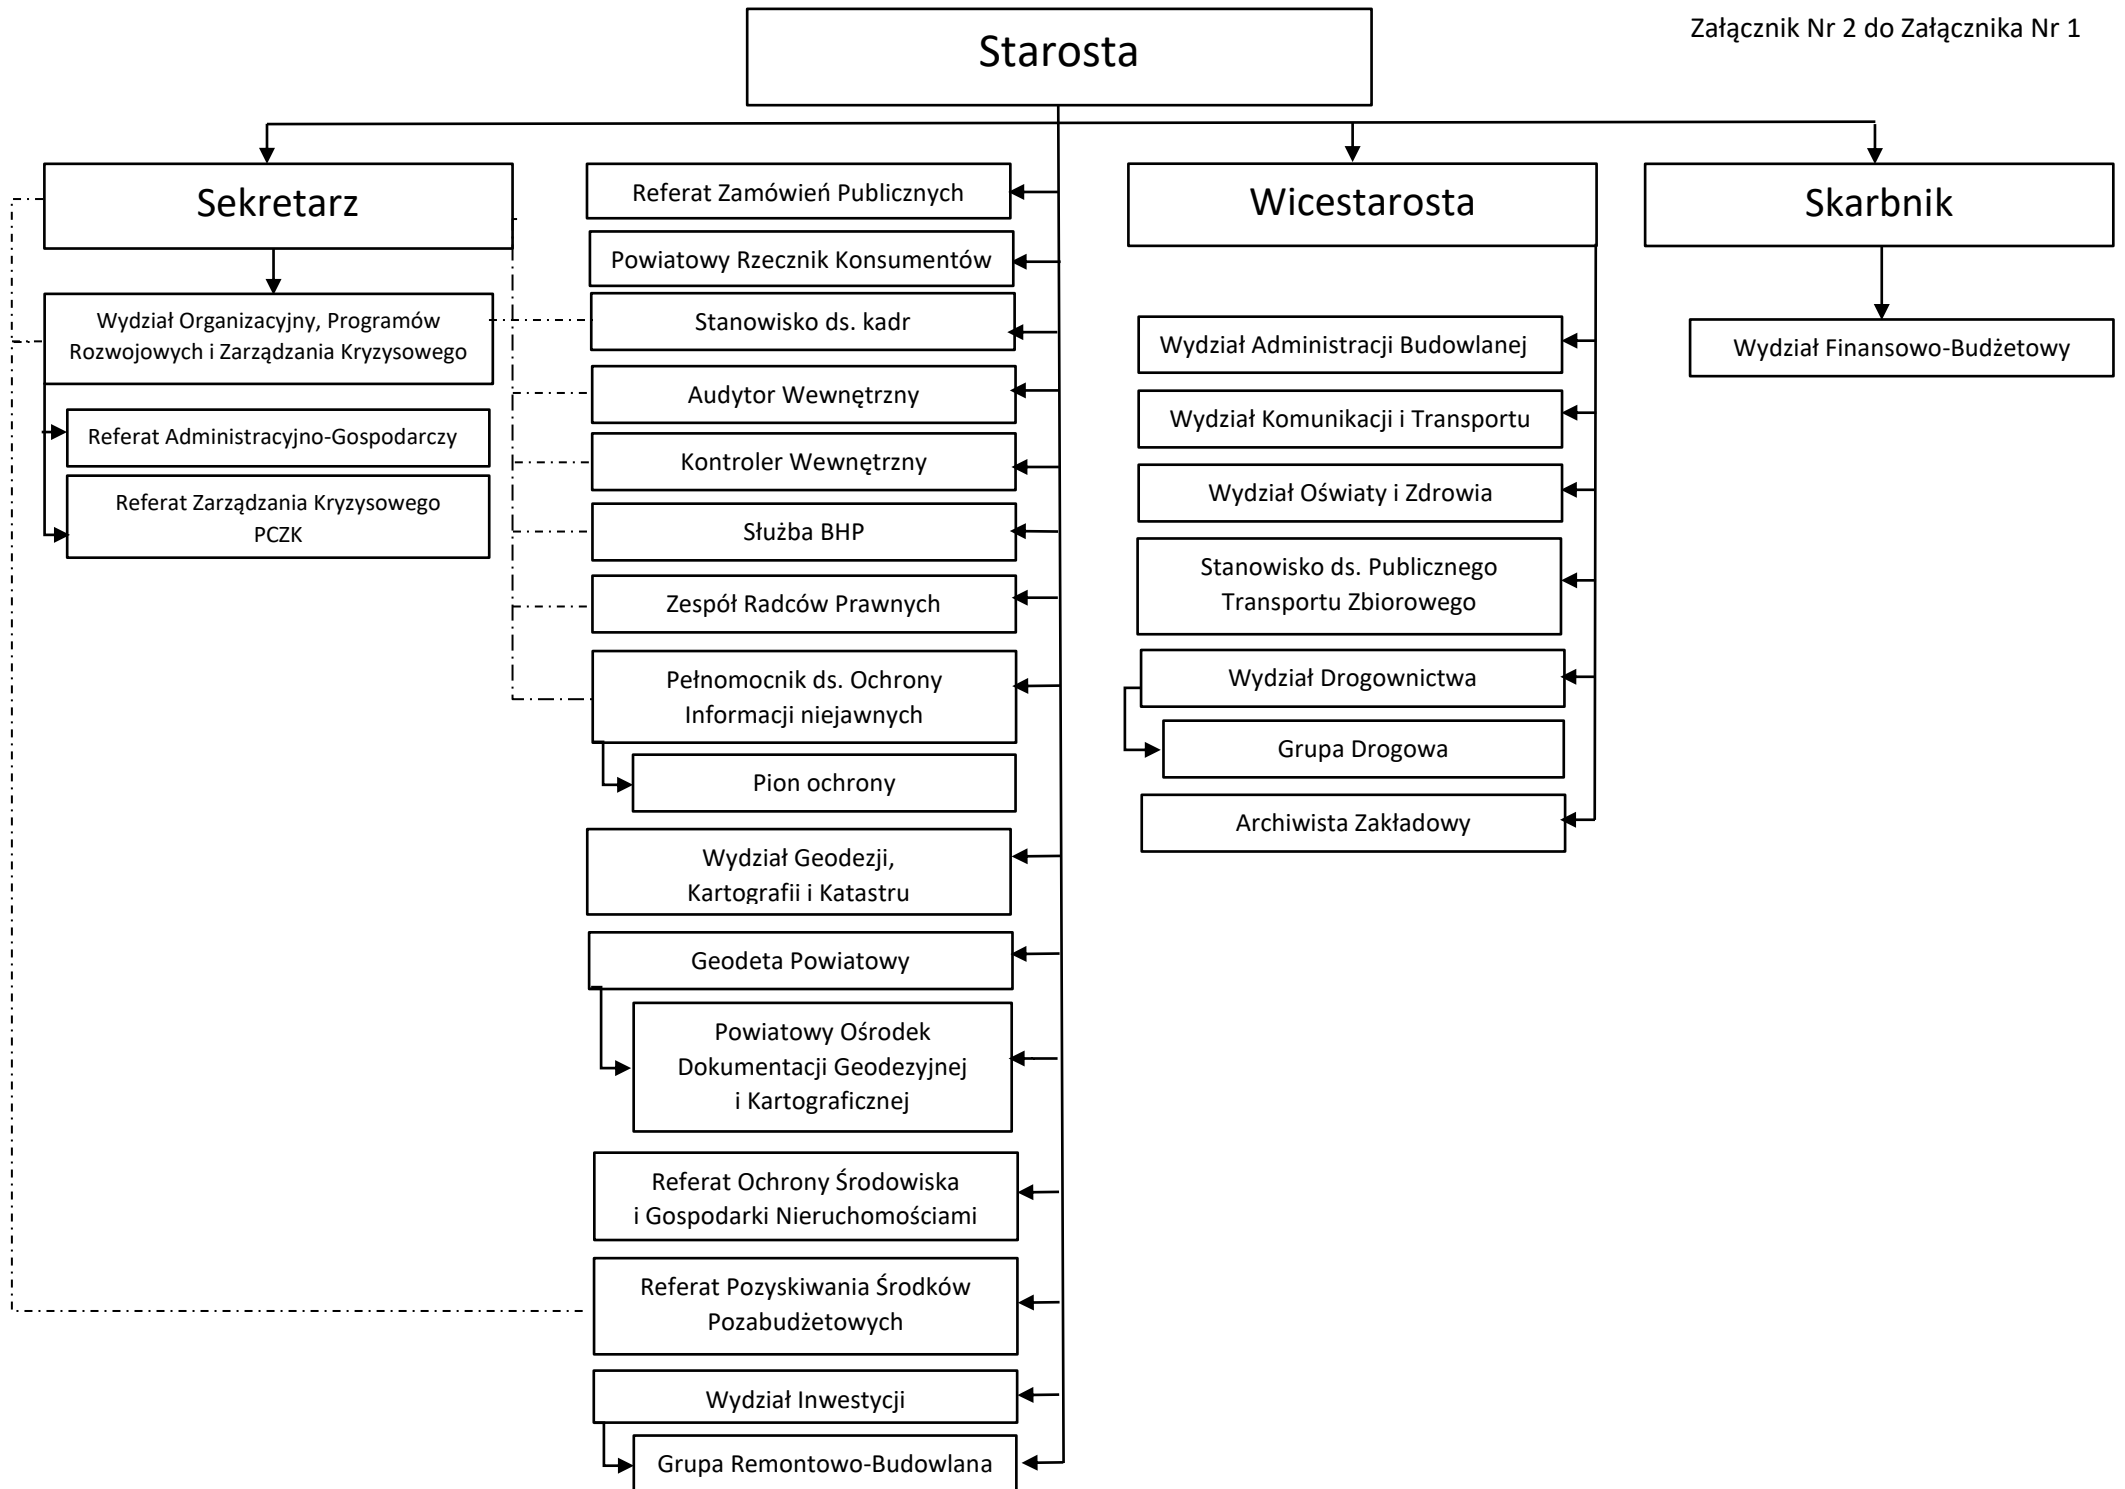 Załącznik Nr 2 do Załącznika Nr 1
Starosta
Sekretarz
Wydział Organizacyjny, Programów
Rozwojowych i Zarządzania Kryzysowego
Referat Administracyjno-Gospodarczy
Referat Zarządzania Kryzysowego
PCZK
Referat Zamówień Publicznych
Powiatowy Rzecznik Konsumentów
Stanowisko ds. kadr
Audytor Wewnętrzny
Kontroler Wewnętrzny
Służba BHP
Zespół Radców Prawnych
Pełnomocnik ds. Ochrony
Informacji niejawnych
Pion ochrony
Wydział Geodezji,
Kartografii i Katastru
Geodeta Powiatowy
Powiatowy Ośrodek
Dokumentacji Geodezyjnej
i Kartograficznej
Referat Ochrony Środowiska
i Gospodarki Nieruchomościami
Referat Pozyskiwania Środków
Pozabudżetowych
Wydział Inwestycji
Grupa Remontowo-Budowlana
Wicestarosta
Wydział Administracji Budowlanej
Wydział Komunikacji i Transportu
Wydział Oświaty i Zdrowia
Stanowisko ds. Publicznego
Transportu Zbiorowego
Wydział Drogownictwa
Grupa Drogowa
Archiwista Zakładowy
Skarbnik
Wydział Finansowo-Budżetowy